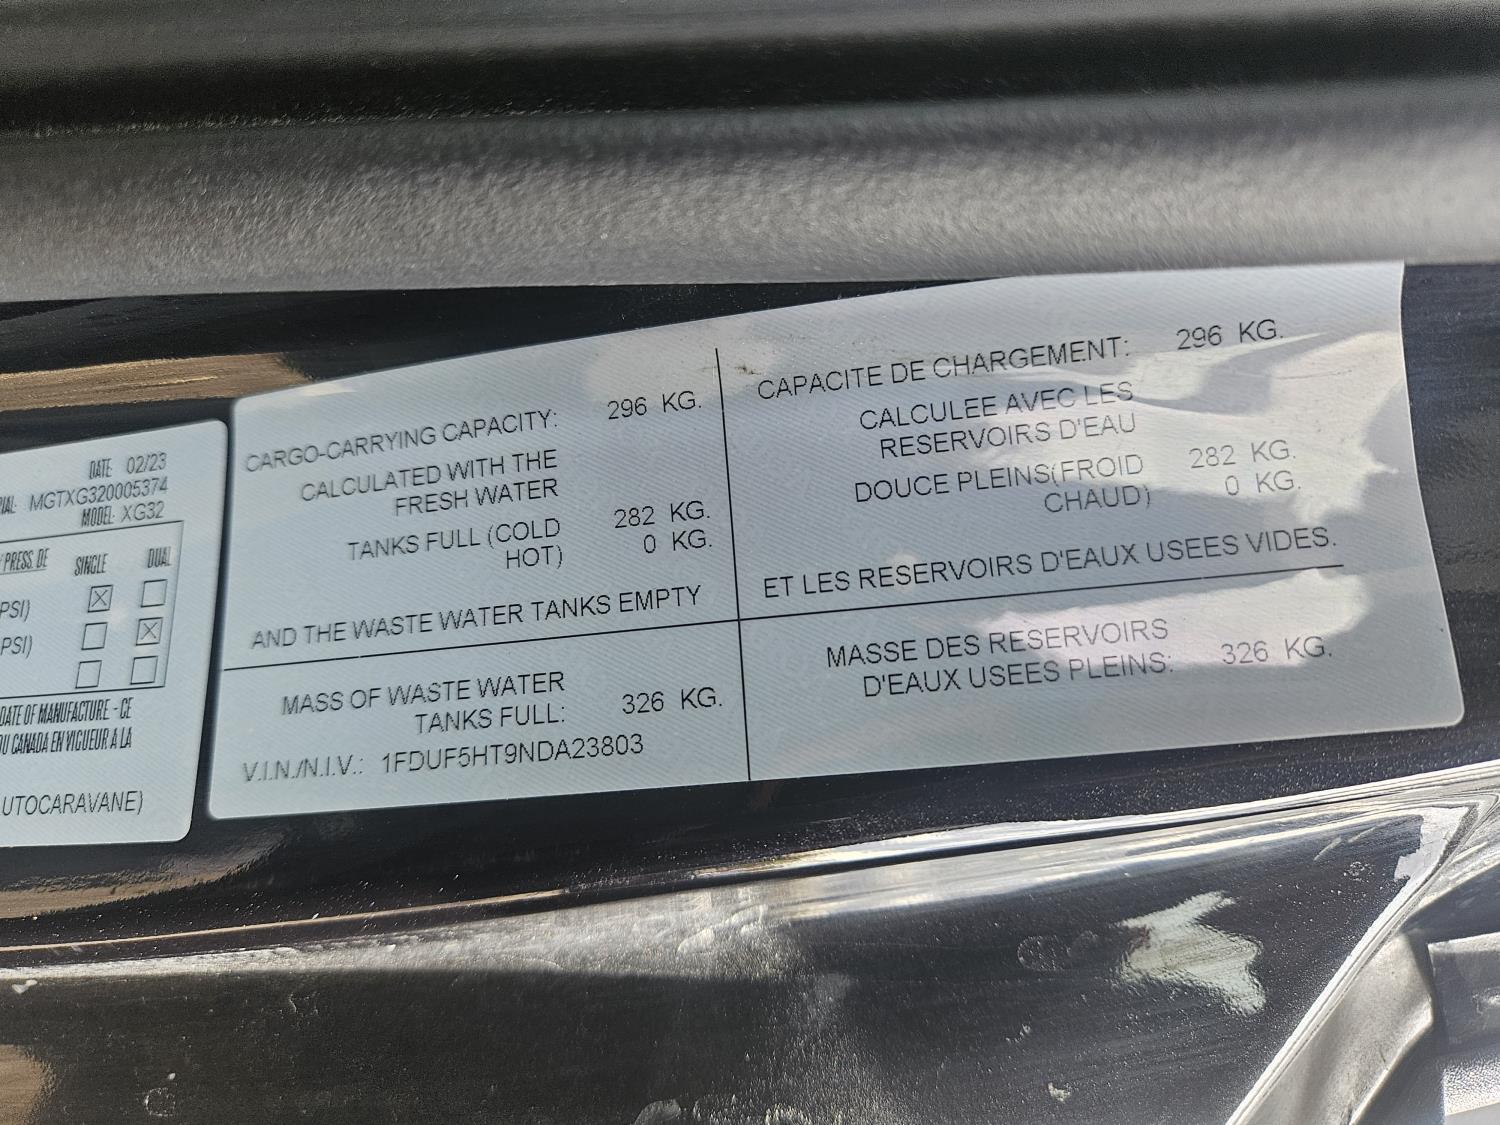 DATE 02/23
MGTXG320005374
MODEL: XG32
PRESS. DE SINGLE DUAL
PSI)
PSI)
DATE OF MANUFACTURE - CE
DU CANADA EN VIGUEUR A LA
UTOCARAVANE)
CARGO-CARRYING CAPACITY: 296 KG.
CALCULATED WITH THE
FRESH WATER
TANKS FULL (COLD 282 KG.
HOT) 0 KG.
AND THE WASTE WATER TANKS EMPTY
MASS OF WASTE WATER
TANKS FULL: 326 KG.
V.I.N./N.I.V.: 1FDUF5HT9NDA23803
CAPACITE DE CHARGEMENT: 296 KG.
CALCULEE AVEC LES
RESERVOIRS D'EAU
DOUCE PLEINS(FROID 282 KG.
CHAUD) 0 KG.
ET LES RESERVOIRS D'EAUX USEES VIDES.
MASSE DES RESERVOIRS
D'EAUX USEES PLEINS: 326 KG.